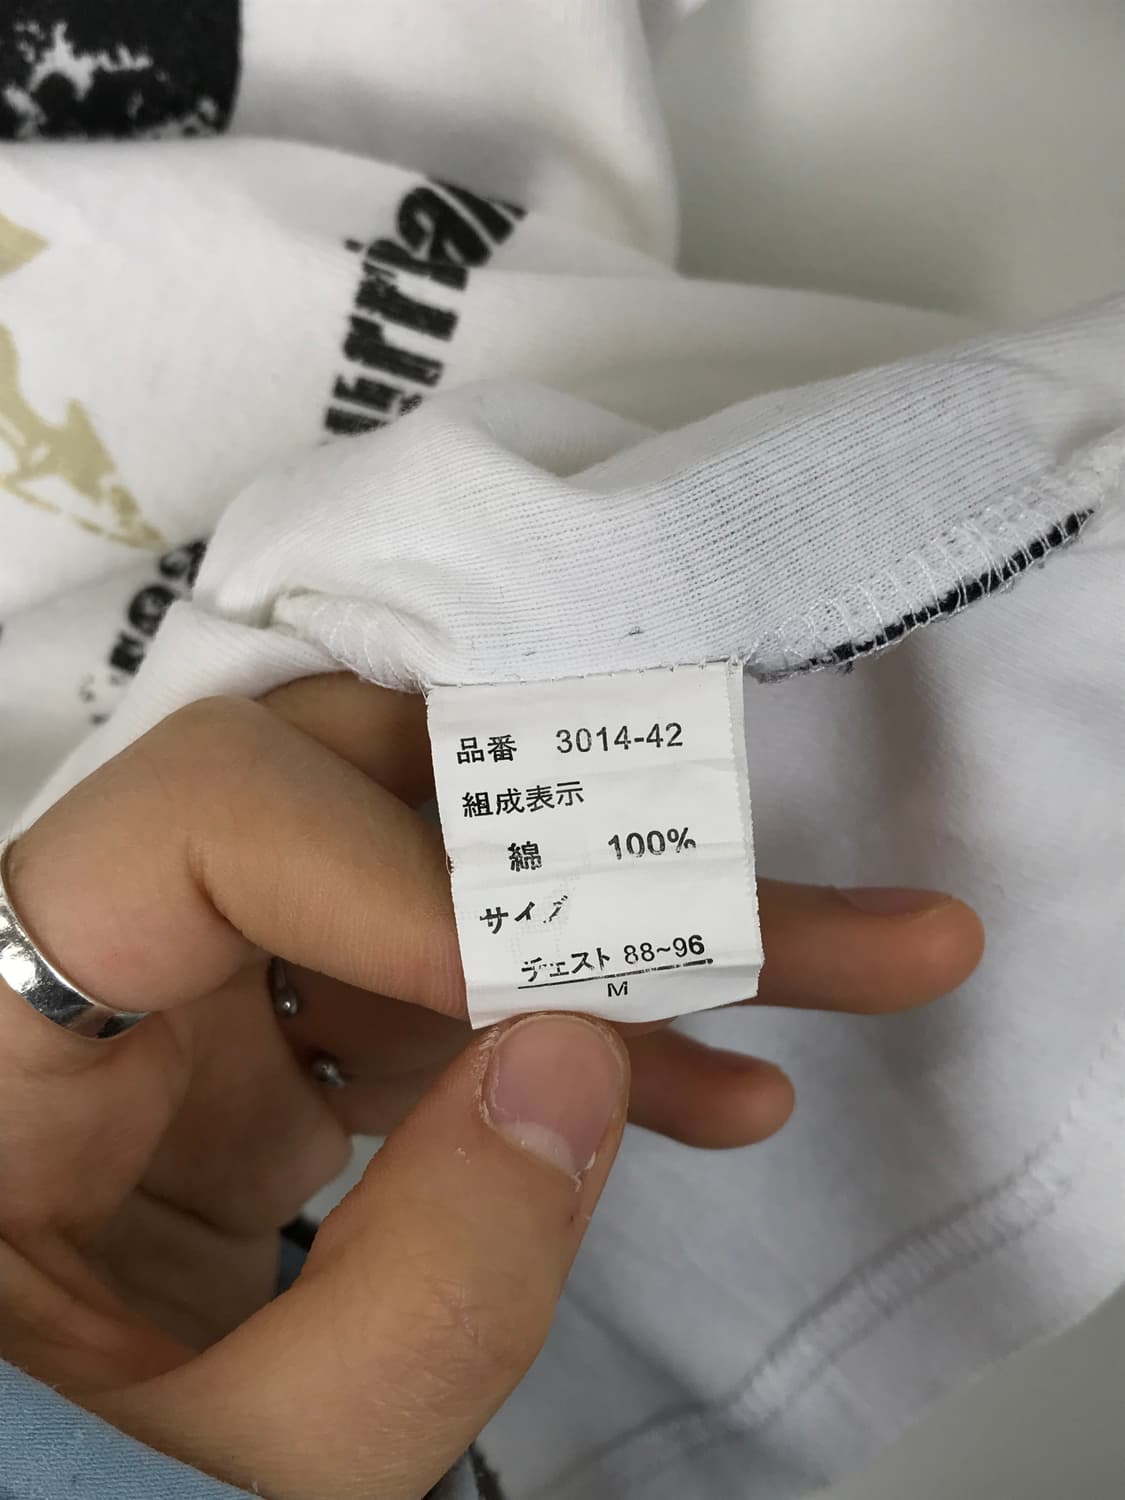 品番 3014-42
組成表示
綿 100%
サイズ
チェスト 88~96
M